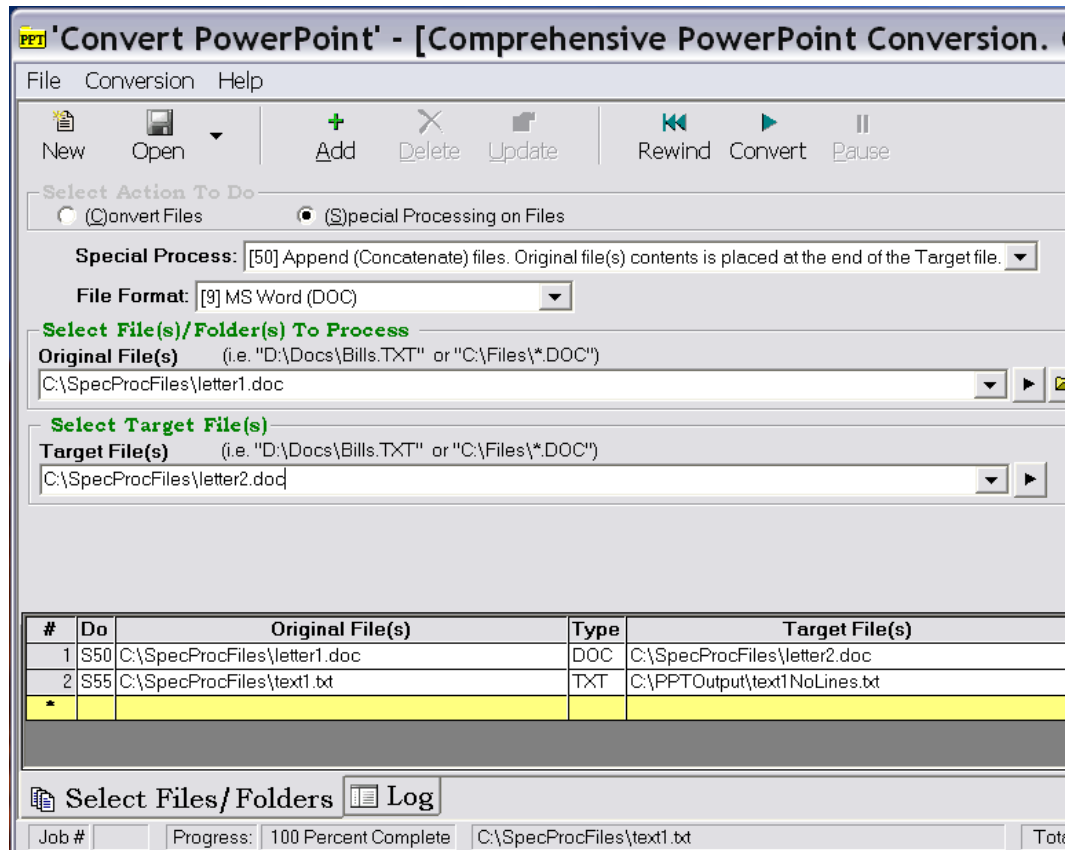 PPT 'Convert PowerPoint' - [Comprehensive PowerPoint Conversion.
File Conversion Help
New Open Add Delete Update Rewind Convert Pause
Select Action To Do
(C)onvert Files (S)pecial Processing on Files
Special Process: [50] Append (Concatenate) files. Original file(s) contents is placed at the end of the Target file.
File Format: [9] MS Word (DOC)
Select File(s)/Folder(s) To Process
Original File(s) (i.e. "D:\Docs\Bills.TXT" or "C:\Files\*.DOC")
C:\SpecProcFiles\letter1.doc
Select Target File(s)
Target File(s) (i.e. "D:\Docs\Bills.TXT" or "C:\Files\*.DOC")
C:\SpecProcFiles\letter2.doc
# Do Original File(s) Type Target File(s)
1 S50 C:\SpecProcFiles\letter1.doc DOC C:\SpecProcFiles\letter2.doc
2 S55 C:\SpecProcFiles\text1.txt TXT C:\PPTOutput\text1NoLines.txt
*
Select Files/Folders Log
Job # Progress: 100 Percent Complete C:\SpecProcFiles\text1.txt